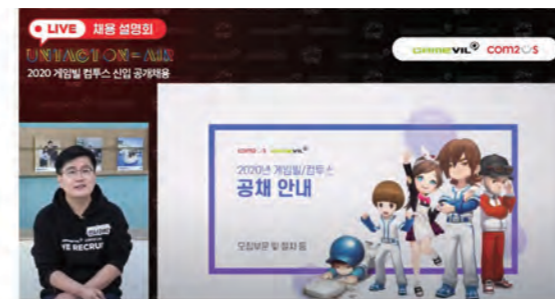 LIVE 채용 설명회
UNTACT ON-AIR
2020 게임빌 컴투스 신입 공개채용
GAMEVIL COM2US
COM2US GAMEVIL
2020년 게임빌/컴투스
공채 안내
모집부문 및 절차 등
WE RECRUIT